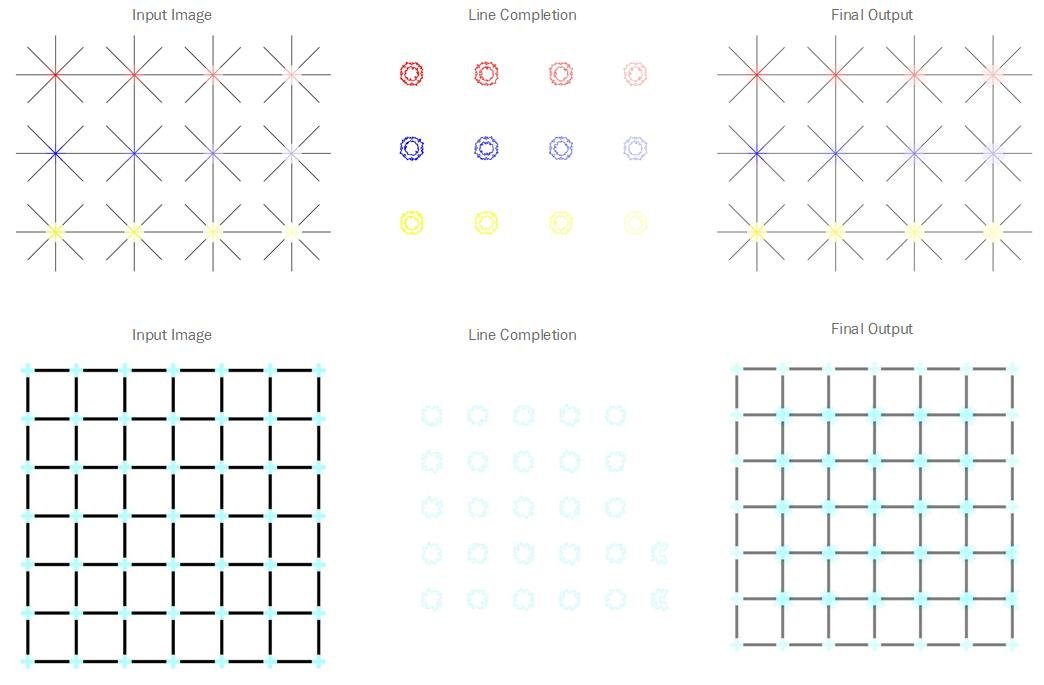 Input Image
Line Completion
Final Output
Input Image
Line Completion
Final Output